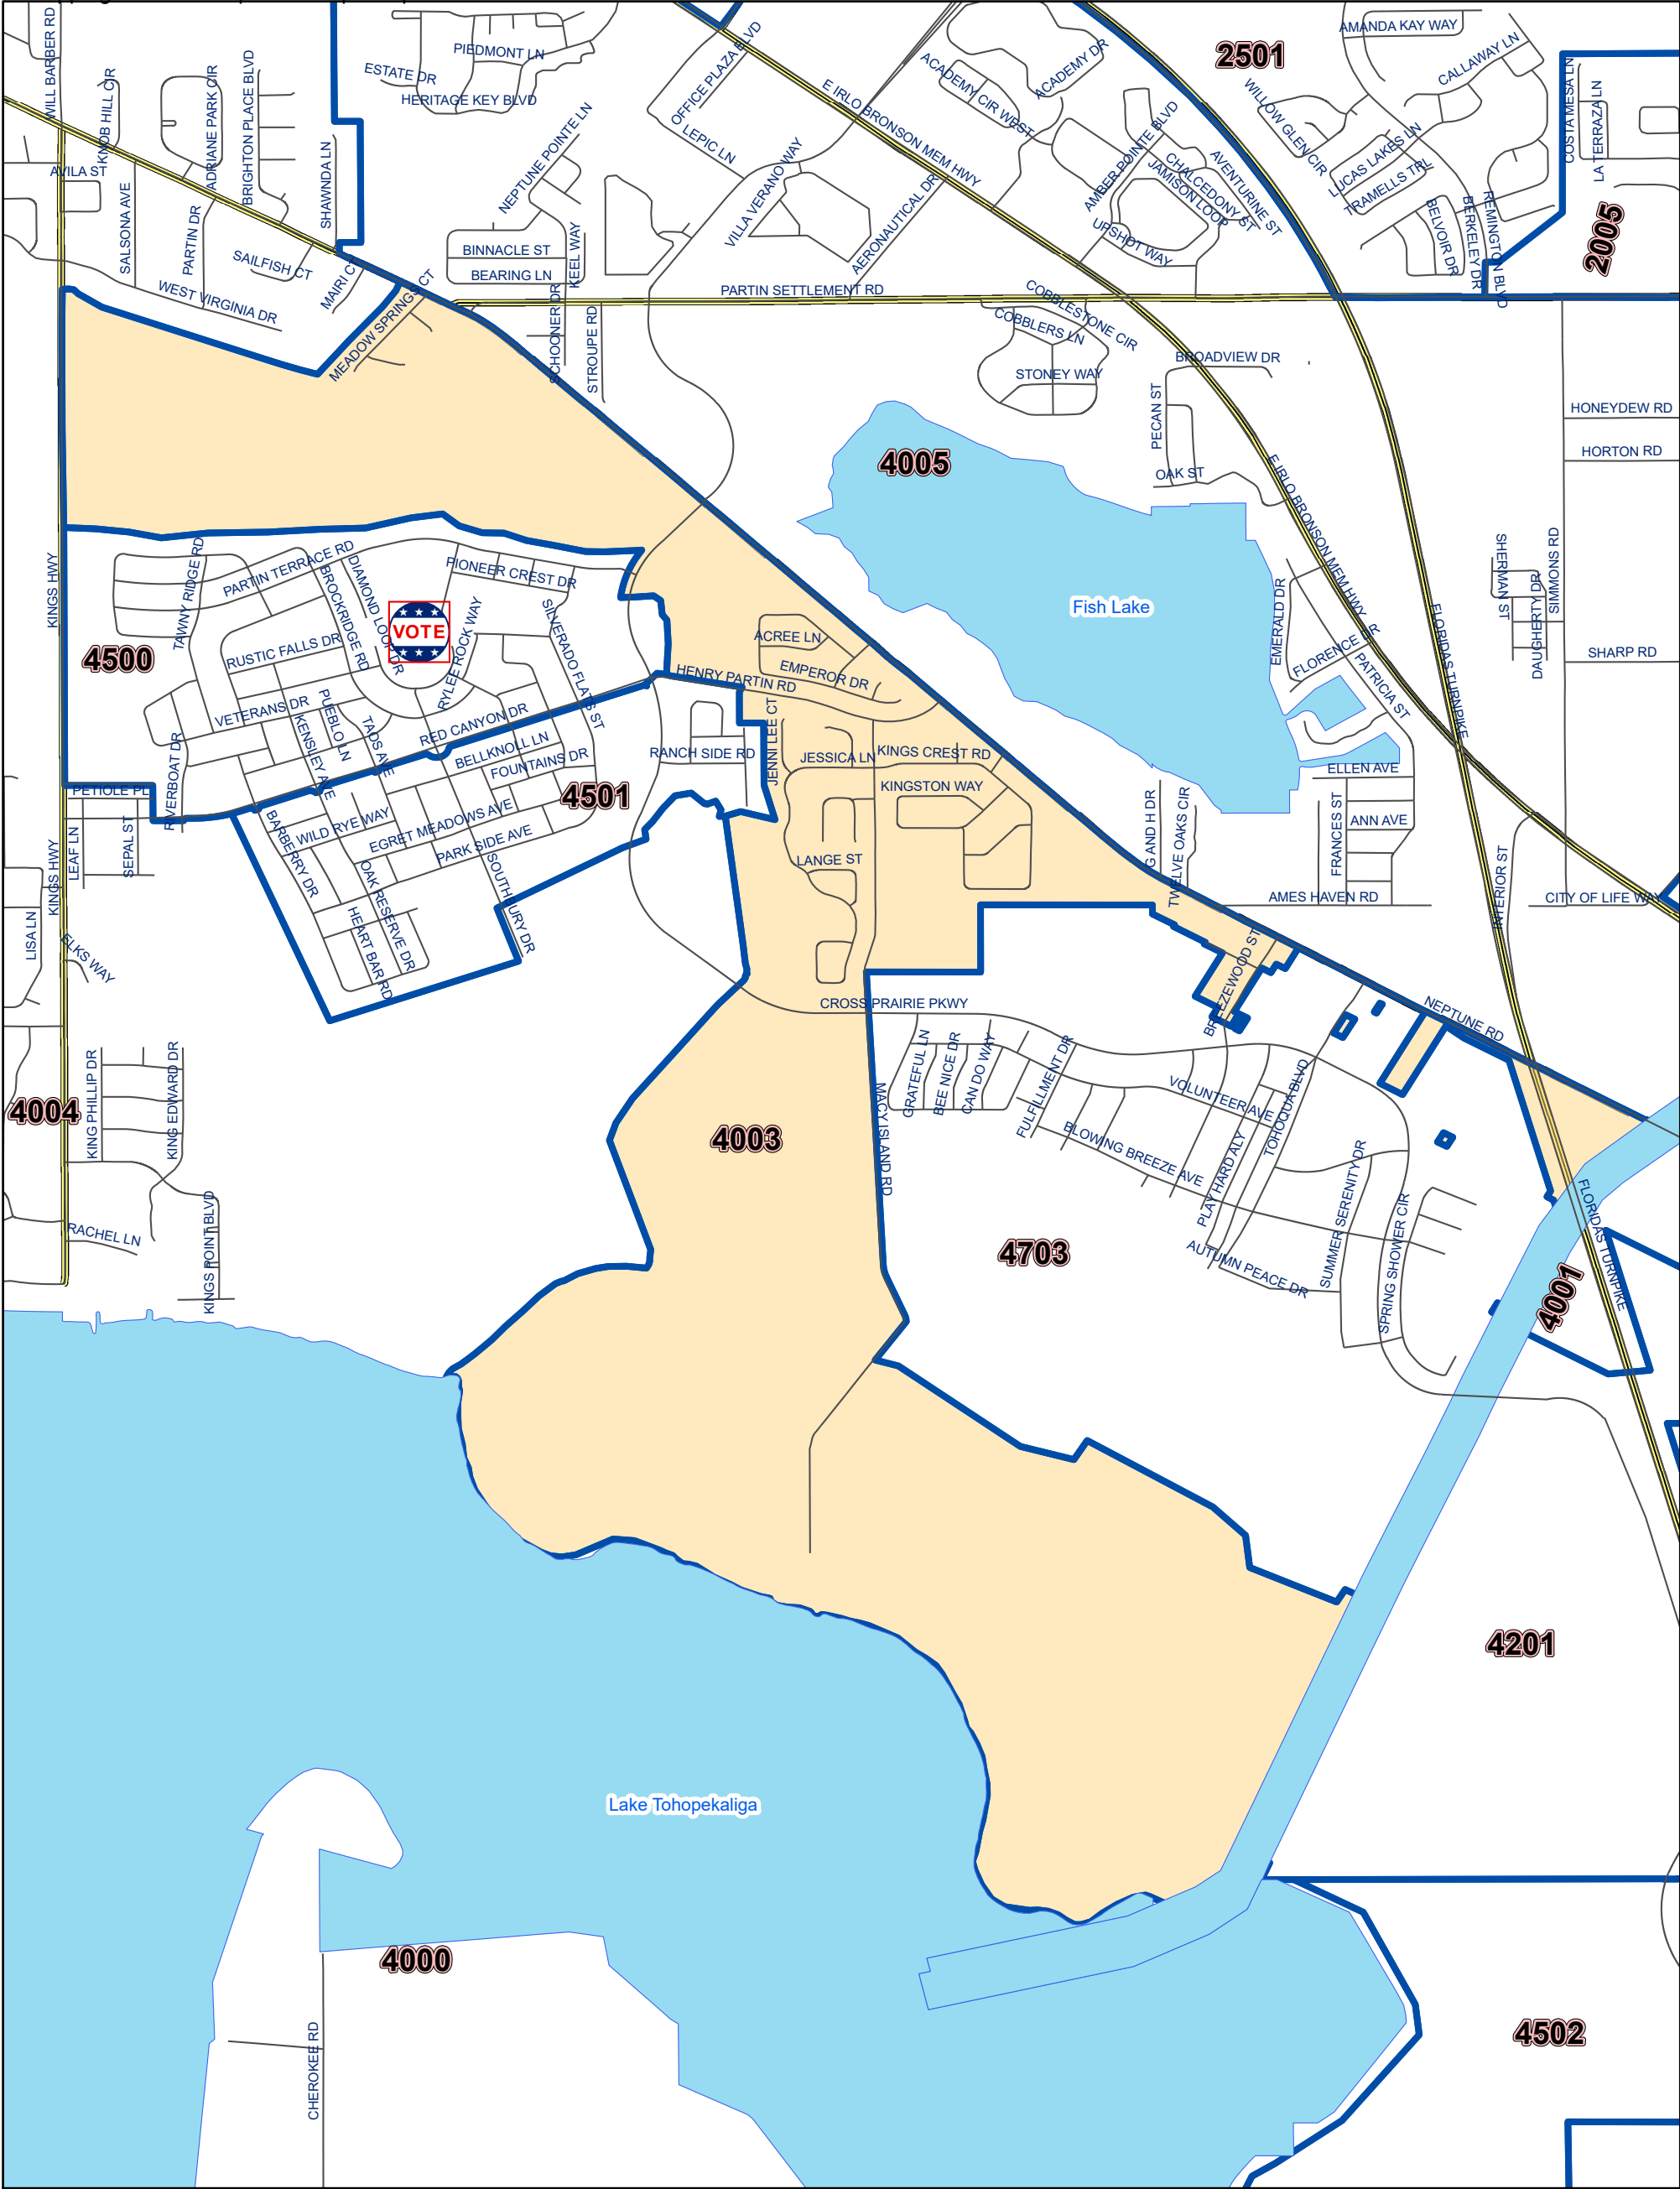 WILL BARBER RD
KNOB HILL CIR
ADRIANE PARK CIR
BRIGHTON PLACE BLVD
ESTATE DR
PIEDMONT LN
HERITAGE KEY BLVD
OFFICE PLAZA BLVD
LEPIC LN
E IRLO BRONSON MEM HWY
ACADEMY CIR WEST
ACADEMY DR
2501
AMANDA KAY WAY
CALLAWAY LN
COSTA MESA LN
LA TERRAZA LN
WILLOW GLEN CIR
LUCAS LAKES LN
TRAMELLS TRL
BELVOIR DR
BERKELEY DR
REMINGTON BLVD
2005
AVILA ST
SALSONA AVE
PARTIN DR
SHAWNDA LN
SAILFISH CT
MAIRI CT
WEST VIRGINIA DR
MEADOW SPRINGS CT
NEPTUNE POINTE LN
BINNACLE ST
BEARING LN
KEEL WAY
SCHOONER DR
STROUPE RD
VILLA VERANO WAY
AERONAUTICAL DR
AMBER POINTE BLVD
CHALCEDONY ST
JAMISON LOOP
AVENTURINE ST
UPSHOT WAY
PARTIN SETTLEMENT RD
COBBLESTONE CIR
COBBLERS LN
STONEY WAY
BROADVIEW DR
PECAN ST
OAK ST
HONEYDEW RD
HORTON RD
4005
E IRLO BRONSON MEM HWY
Fish Lake
SHERMAN ST
DAUGHERTY DR
SIMMONS RD
SHARP RD
EMERALD DR
FLORENCE DR
PATRICIA ST
FLORIDAS TURNPIKE
KINGS HWY
TAWNY RIDGE RD
PARTIN TERRACE RD
BROCKRIDGE RD
DIAMOND LOOP DR
VOTE
PIONEER CREST DR
SILVERADO FLATS ST
RYLEE ROCK WAY
4500
RUSTIC FALLS DR
VETERANS DR
PUEBLO LN
KENSLEY AVE
TAOS AVE
RED CANYON DR
BELLKNOLL LN
FOUNTAINS DR
4501
RIVERBOAT DR
PETIOLE PL
LEAF LN
SEPAL ST
BARBERRY DR
WILD RYE WAY
EGRET MEADOWS AVE
PARK SIDE AVE
OAK RESERVE DR
HEART BAR RD
SOUTHBURY DR
ACREE LN
EMPEROR DR
HENRY PARTIN RD
RANCH SIDE RD
JENNI LEE CT
JESSICA LN
KINGS CREST RD
KINGSTON WAY
LANGE ST
G AND H DR
TWELVE OAKS CIR
ELLEN AVE
ANN AVE
FRANCES ST
AMES HAVEN RD
INTERIOR ST
CITY OF LIFE WAY
KINGS HWY
LISA LN
ELKS WAY
CROSS PRAIRIE PKWY
BREEZEWOOD ST
NEPTUNE RD
4004
KING PHILLIP DR
KING EDWARD DR
RACHEL LN
KINGS POINT BLVD
4003
MACY ISLAND RD
GRATEFUL LN
BEE NICE DR
CAN DO WAY
FULFILLMENT DR
VOLUNTEER AVE
BLOWING BREEZE AVE
TOHOQUA BLVD
PLAY HARD ALY
AUTUMN PEACE DR
SUMMER SERENITY DR
SPRING SHOWER CIR
4703
4001
FLORIDAS TURNPIKE
4201
Lake Tohopekaliga
4000
CHEROKEE RD
4502